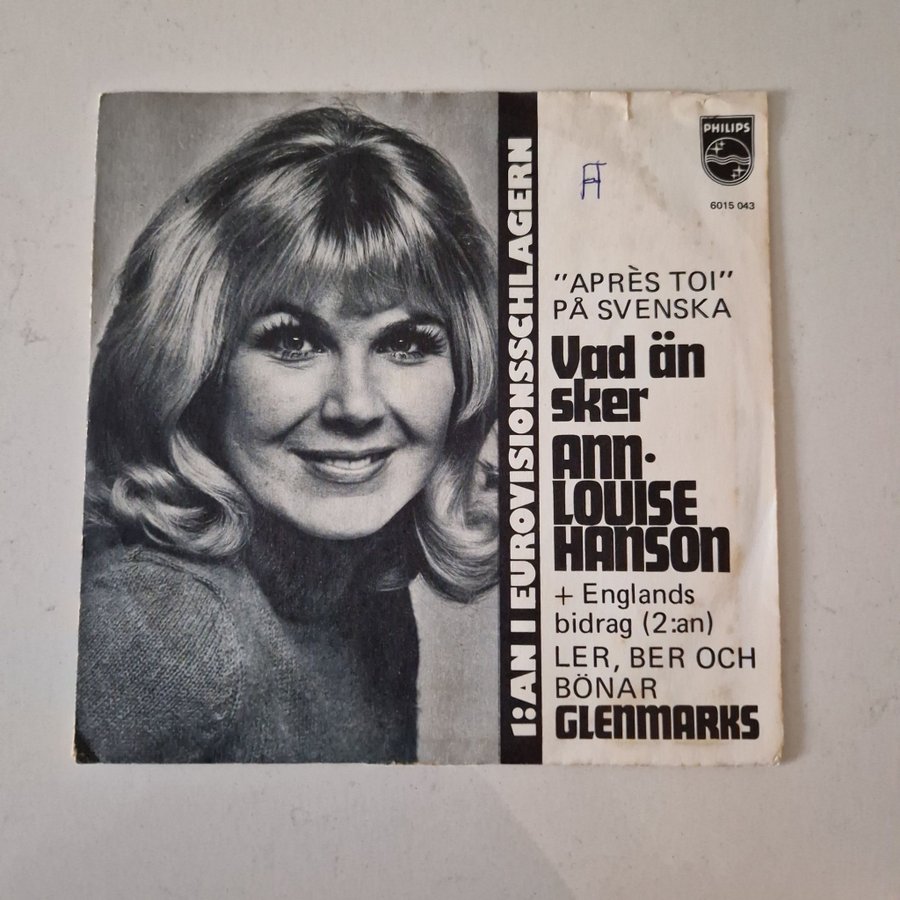 1:AN I EUROVISIONSSCHLAGERN
PHILIPS
6015 043
"APRÈS TOI"
PÅ SVENSKA
Vad än
sker
ANN-
LOUISE
HANSON
+ Englands
bidrag (2:an)
LER, BER OCH
BÖNAR
GLENMARKS